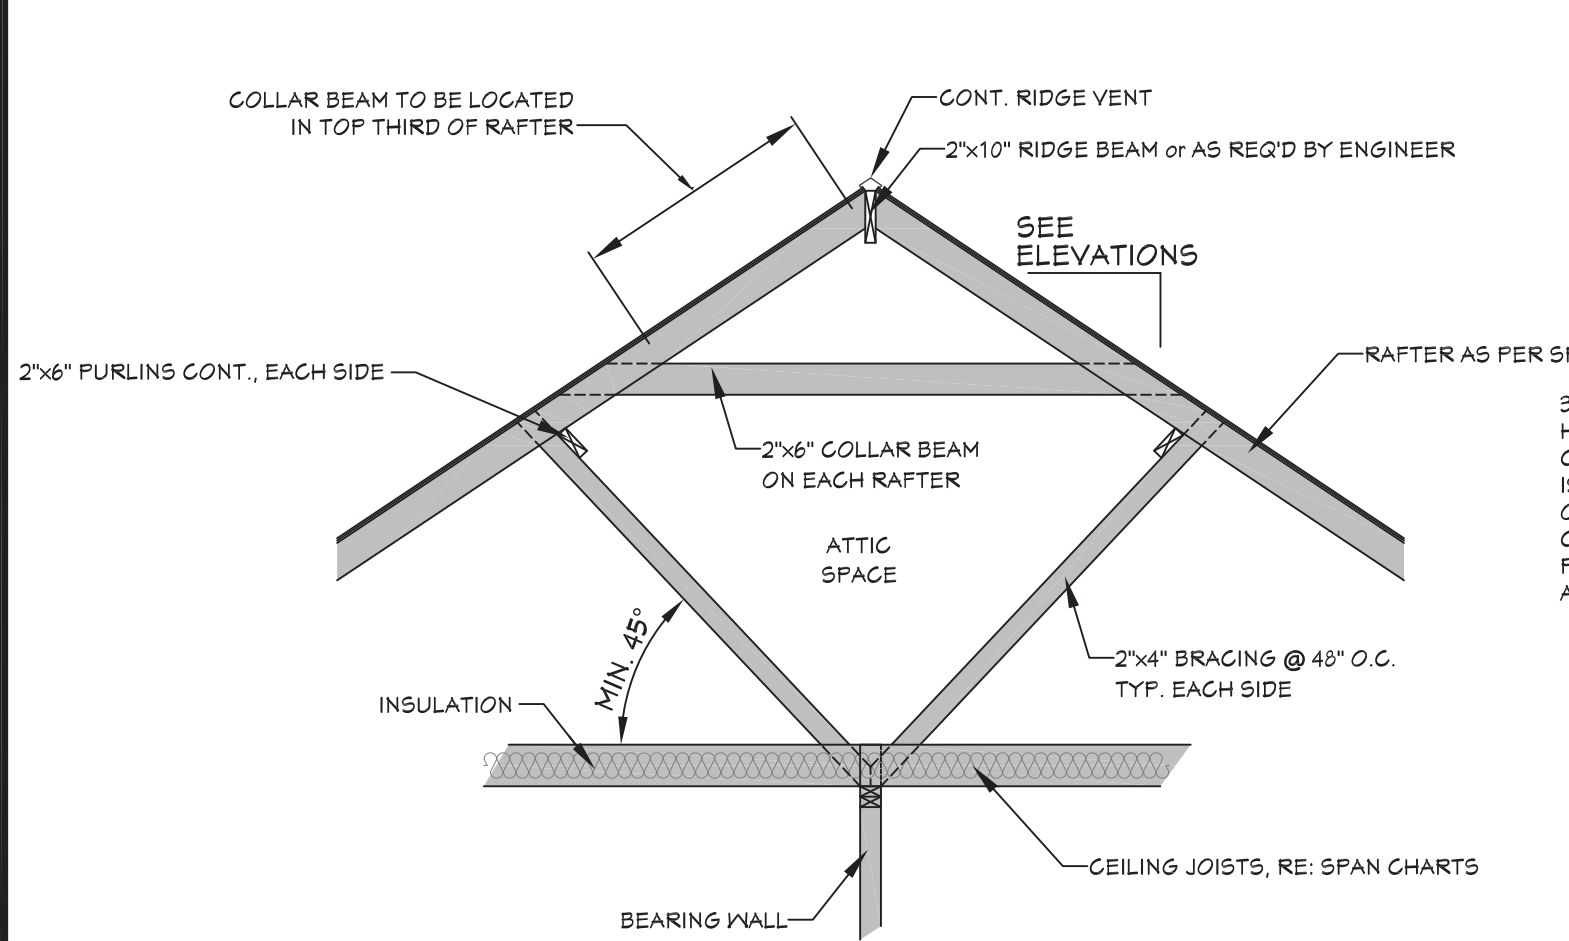 COLLAR BEAM TO BE LOCATED
IN TOP THIRD OF RAFTER
CONT. RIDGE VENT
2"x10" RIDGE BEAM or AS REQ'D BY ENGINEER
SEE
ELEVATIONS
RAFTER AS PER
2"x6" PURLINS CONT., EACH SIDE
2"x6" COLLAR BEAM
ON EACH RAFTER
ATTIC
SPACE
MIN. 45°
2"x4" BRACING @ 48" O.C.
TYP. EACH SIDE
INSULATION
CEILING JOISTS, RE: SPAN CHARTS
BEARING WALL